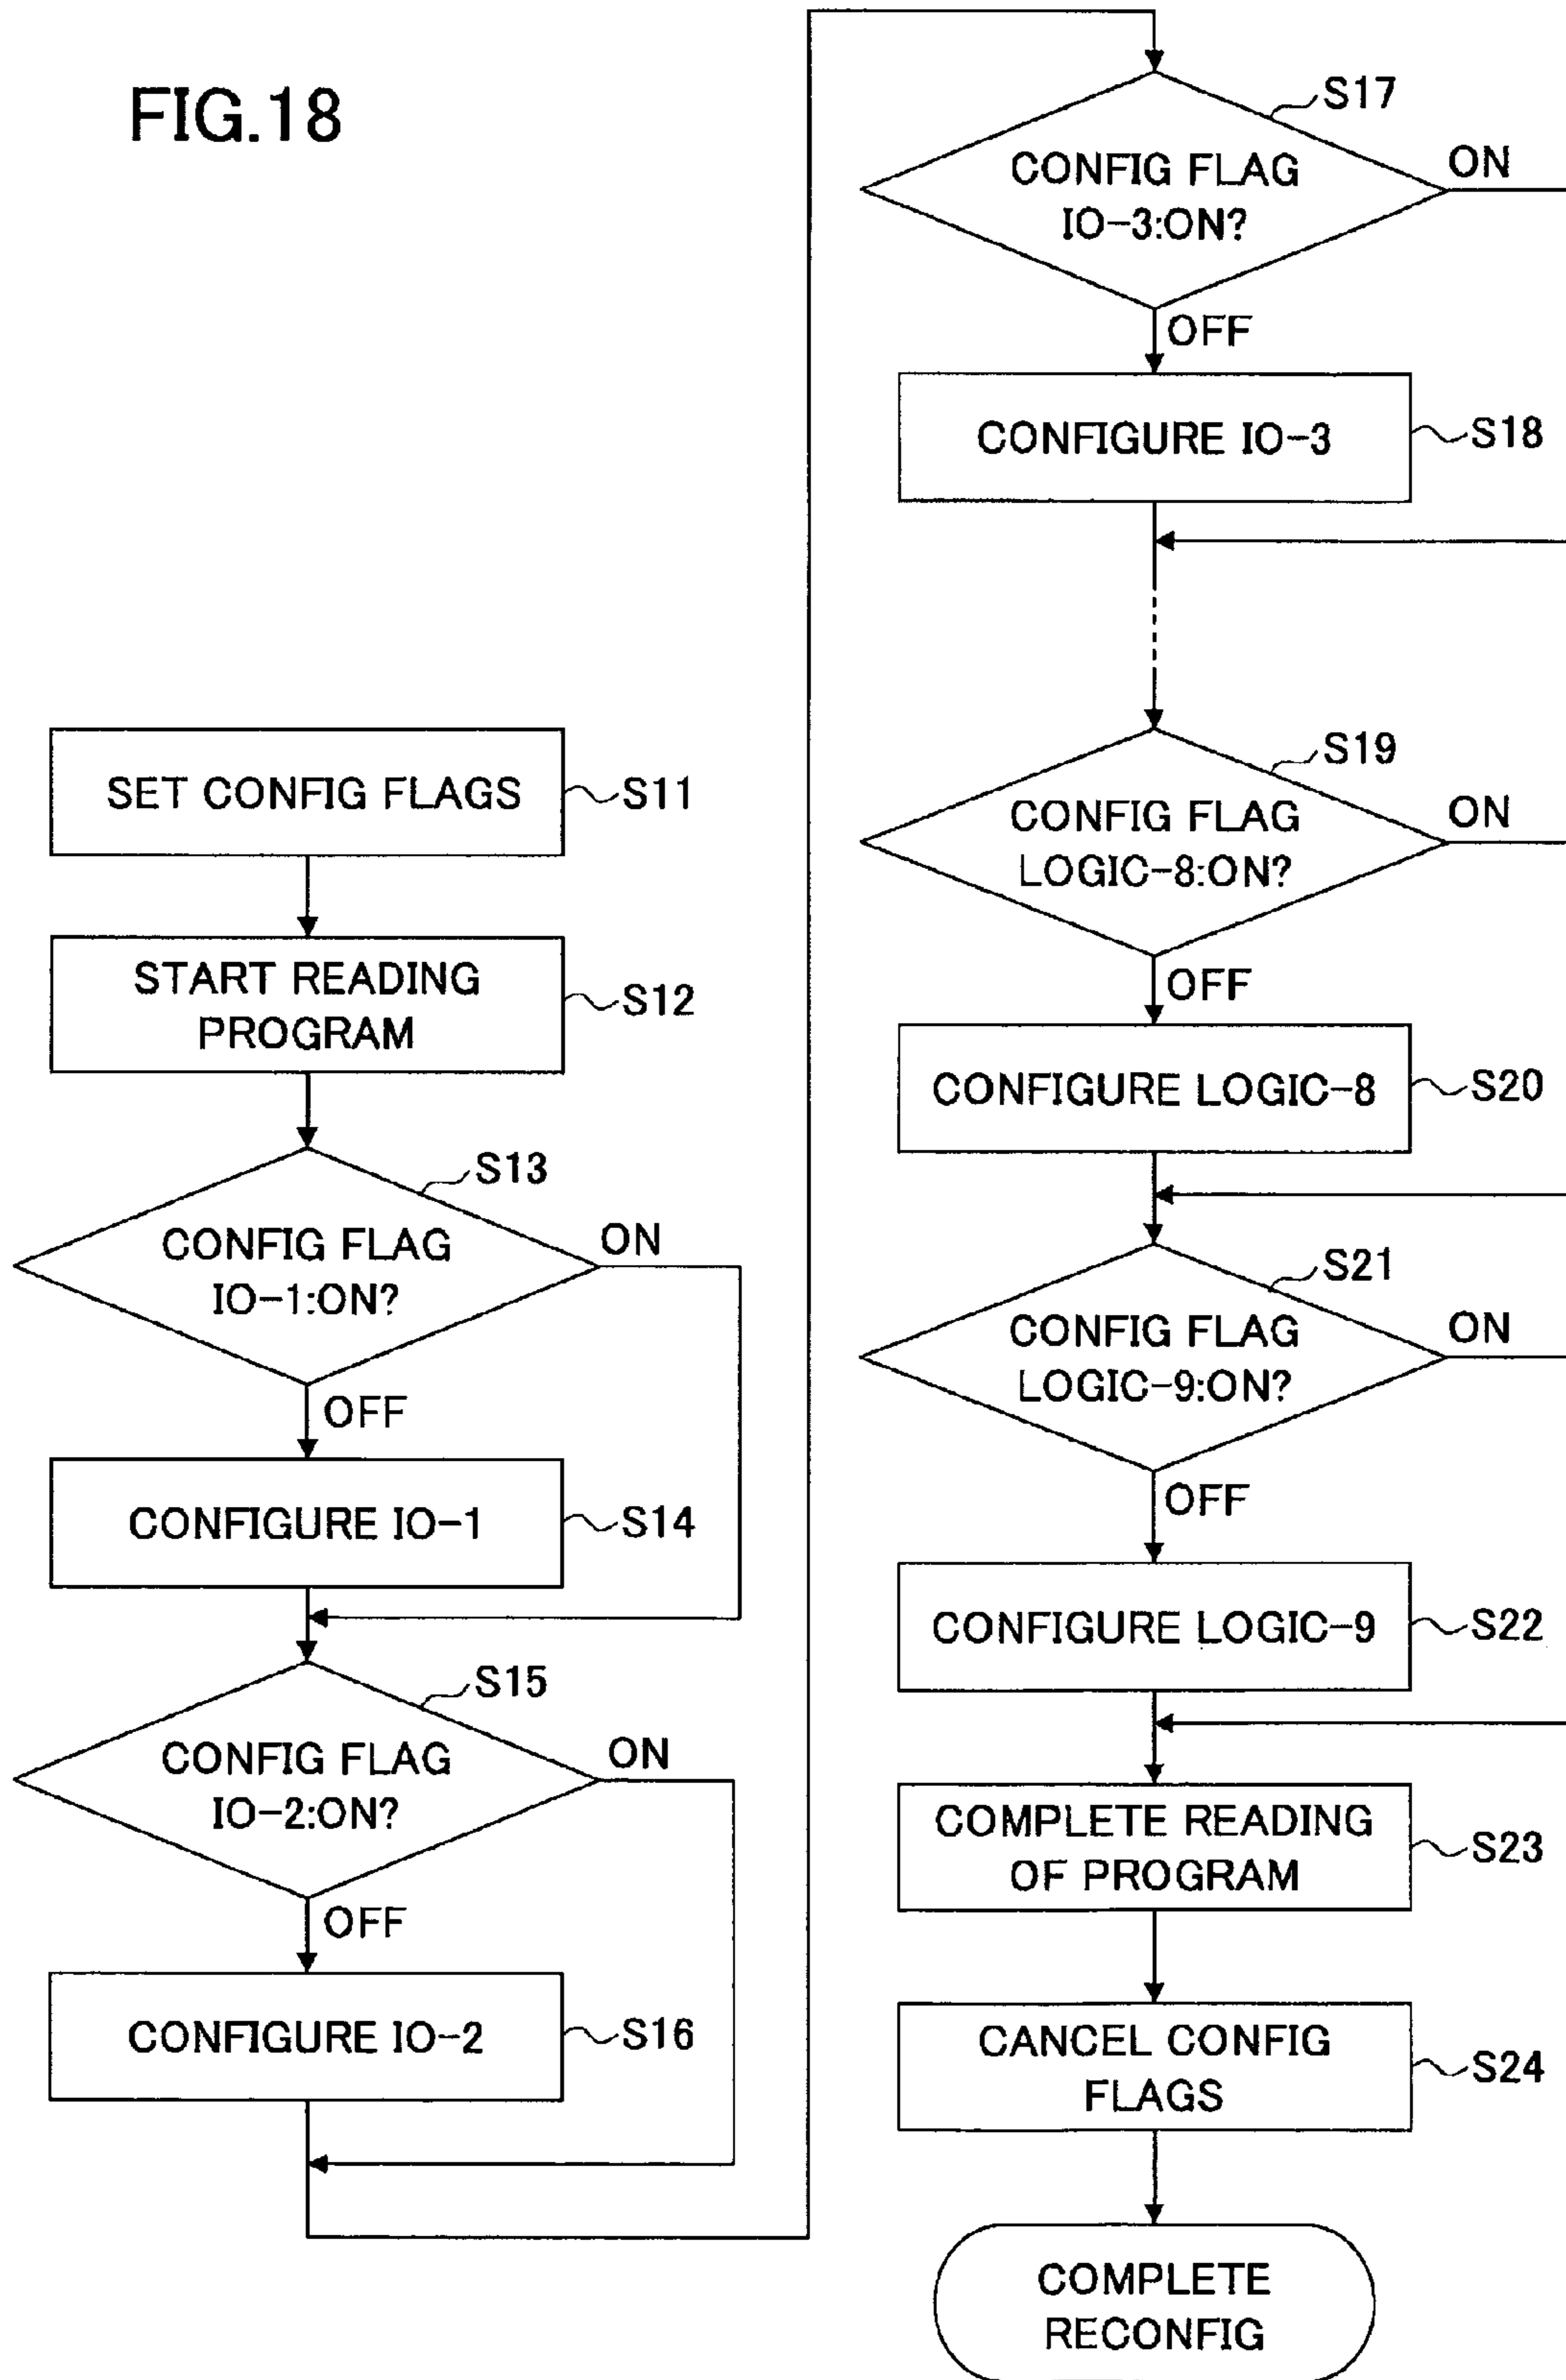 FIG.18
SET CONFIG FLAGS
S11
START READING
PROGRAM
S12
S13
CONFIG FLAG
IO-1:ON?
ON
OFF
CONFIGURE IO-1
S14
S15
CONFIG FLAG
IO-2:ON?
ON
OFF
CONFIGURE IO-2
S16
S17
CONFIG FLAG
IO-3:ON?
ON
OFF
CONFIGURE IO-3
S18
S19
CONFIG FLAG
LOGIC-8:ON?
ON
OFF
CONFIGURE LOGIC-8
S20
S21
CONFIG FLAG
LOGIC-9:ON?
ON
OFF
CONFIGURE LOGIC-9
S22
COMPLETE READING
OF PROGRAM
S23
CANCEL CONFIG
FLAGS
S24
COMPLETE
RECONFIG